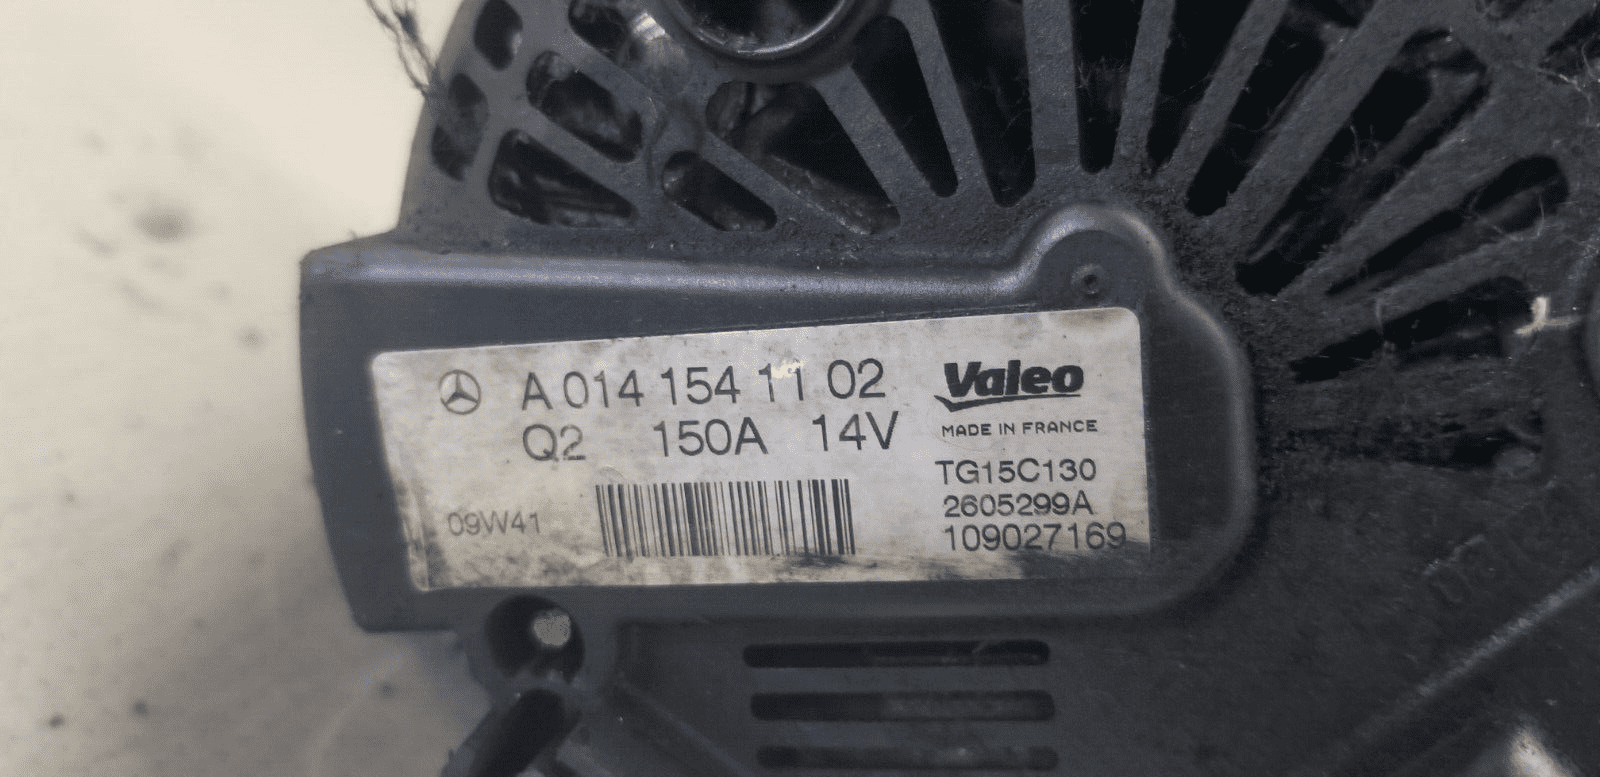 A 014 154 11 02
Q2 150A 14V
09W41
Valeo
MADE IN FRANCE
TG15C130
2605299A
109027169